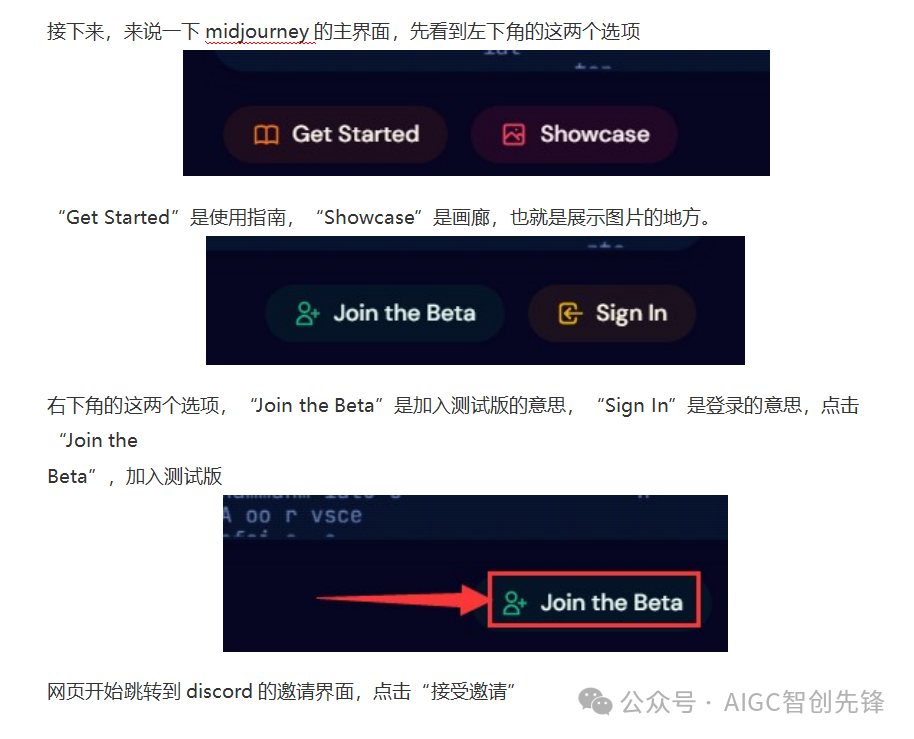 接下来，来说一下 midjourney 的主界面，先看到左下角的这两个选项
Get Started Showcase
“Get Started”是使用指南，“Showcase”是画廊，也就是展示图片的地方。
Join the Beta Sign In
右下角的这两个选项，“Join the Beta”是加入测试版的意思，“Sign In”是登录的意思，点击
“Join the
Beta”，加入测试版
A oo r vsce
Join the Beta
网页开始跳转到 discord 的邀请界面，点击“接受邀请”
公众号 · AIGC智创先锋